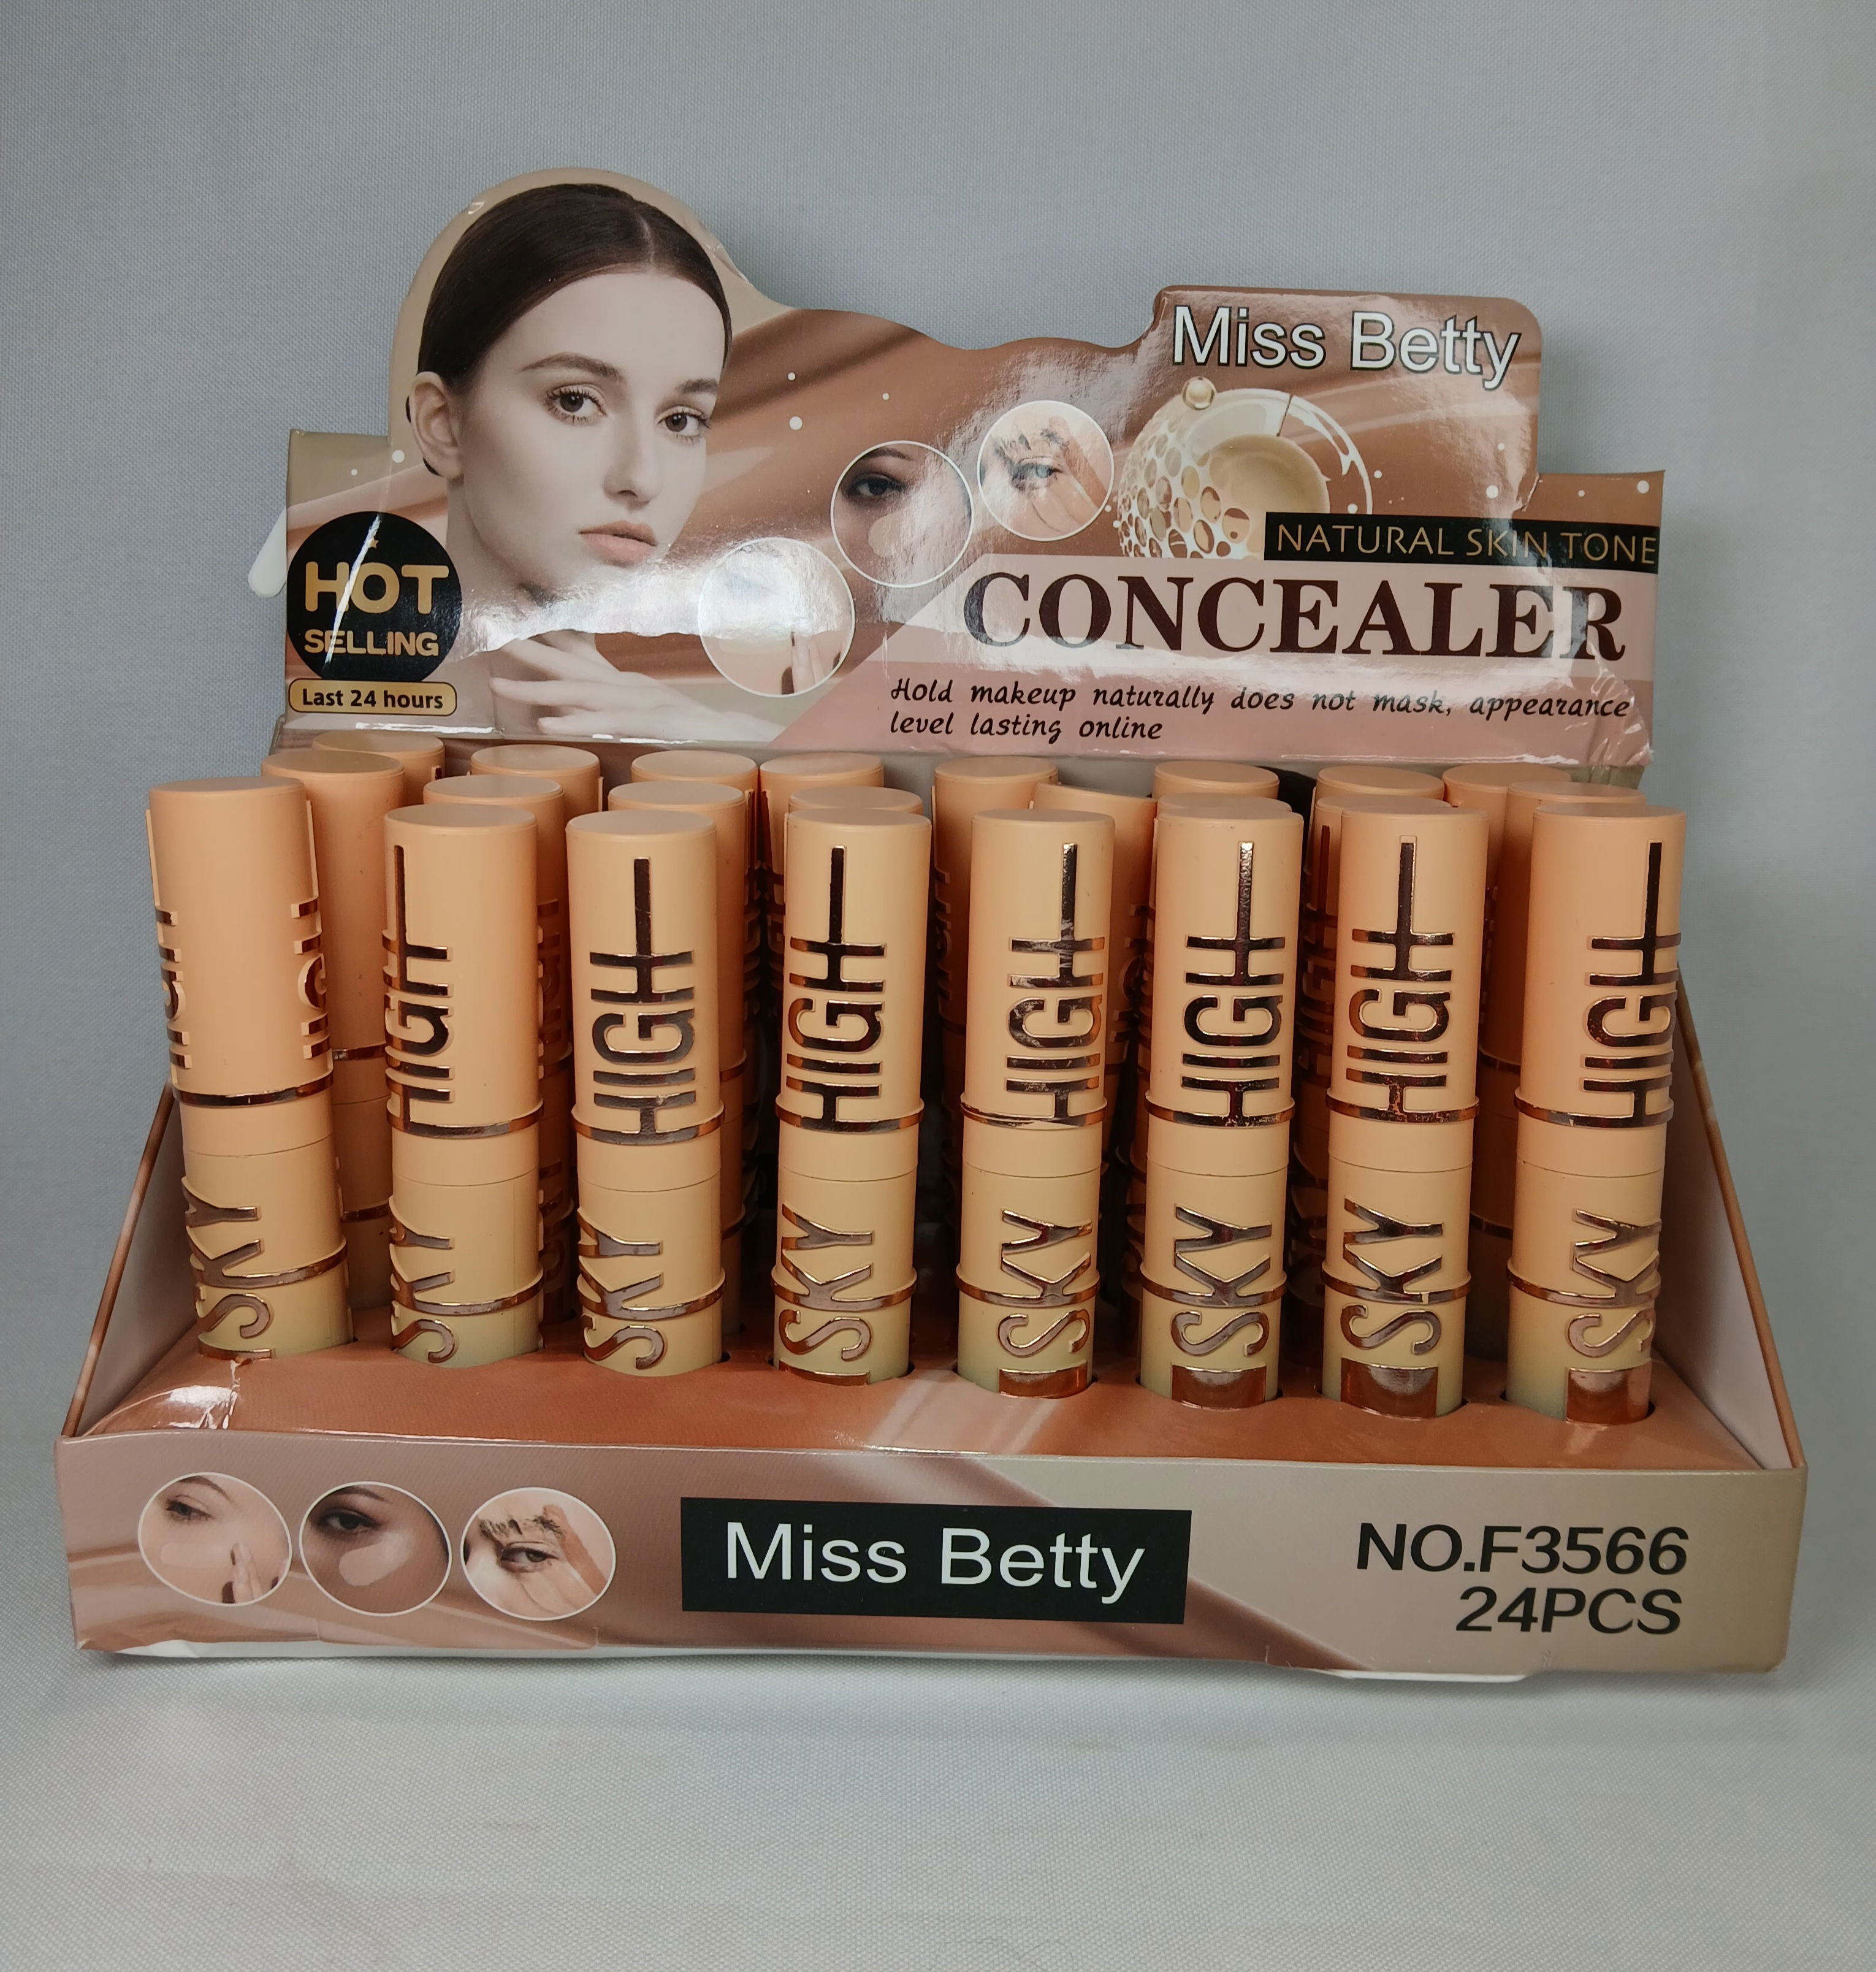 Miss Betty
NATURAL SKIN TONE
CONCEALER
Hold makeup naturally does not mask, appearance
level lasting online
HOT
SELLING
Last 24 hours
SKY HIGH
SKY HIGH
SKY HIGH
SKY HIGH
SKY HIGH
SKY HIGH
SKY HIGH
SKY HIGH
Miss Betty
NO.F3566
24PCS